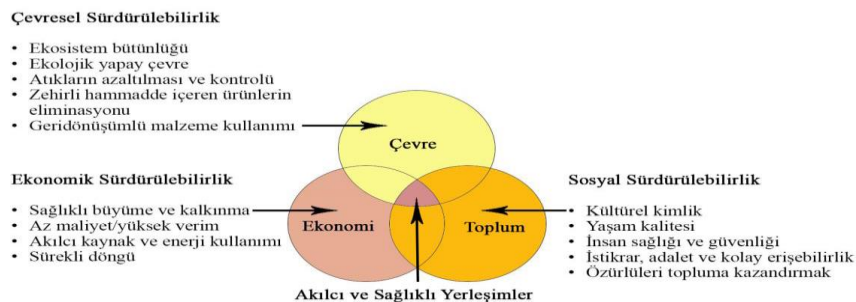 Çevresel Sürdürülebilirlik
• Ekosistem bütünlüğü
• Ekolojik yapay çevre
• Atıkların azaltılması ve kontrolü
• Zehirli hammadde içeren ürünlerin
eliminasyonu
• Geridönüşümlü malzeme kullanımı
Çevre
Ekonomik Sürdürülebilirlik
• Sağlıklı büyüme ve kalkınma
• Az maliyet/yüksek verim
• Akılcı kaynak ve enerji kullanımı
• Sürekli döngü
Ekonomi
Toplum
Sosyal Sürdürülebilirlik
• Kültürel kimlik
• Yaşam kalitesi
• İnsan sağlığı ve güvenliği
• İstikrar, adalet ve kolay erişebilirlik
• Özürlüleri topluma kazandırmak
Akılcı ve Sağlıklı Yerleşimler